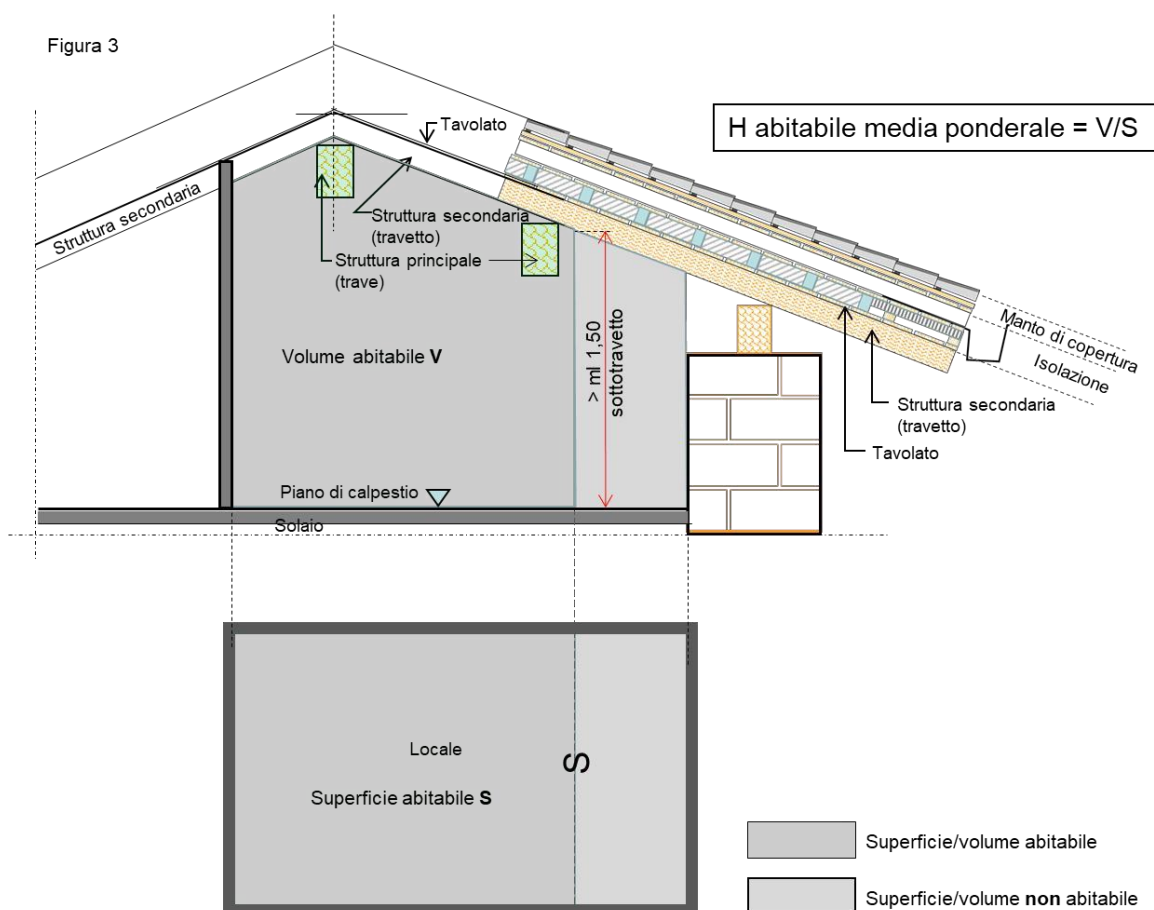 Figura 3
H abitabile media ponderale = V/S
Tavolato
Struttura secondaria
Struttura secondaria
(travetto)
Struttura principale
(trave)
Volume abitabile V
> ml 1,50
sottotravetto
Manto di copertura
Isolazione
Struttura secondaria
(travetto)
Tavolato
Piano di calpestio
Solaio
Locale
Superficie abitabile S
S
Superficie/volume abitabile
Superficie/volume non abitabile